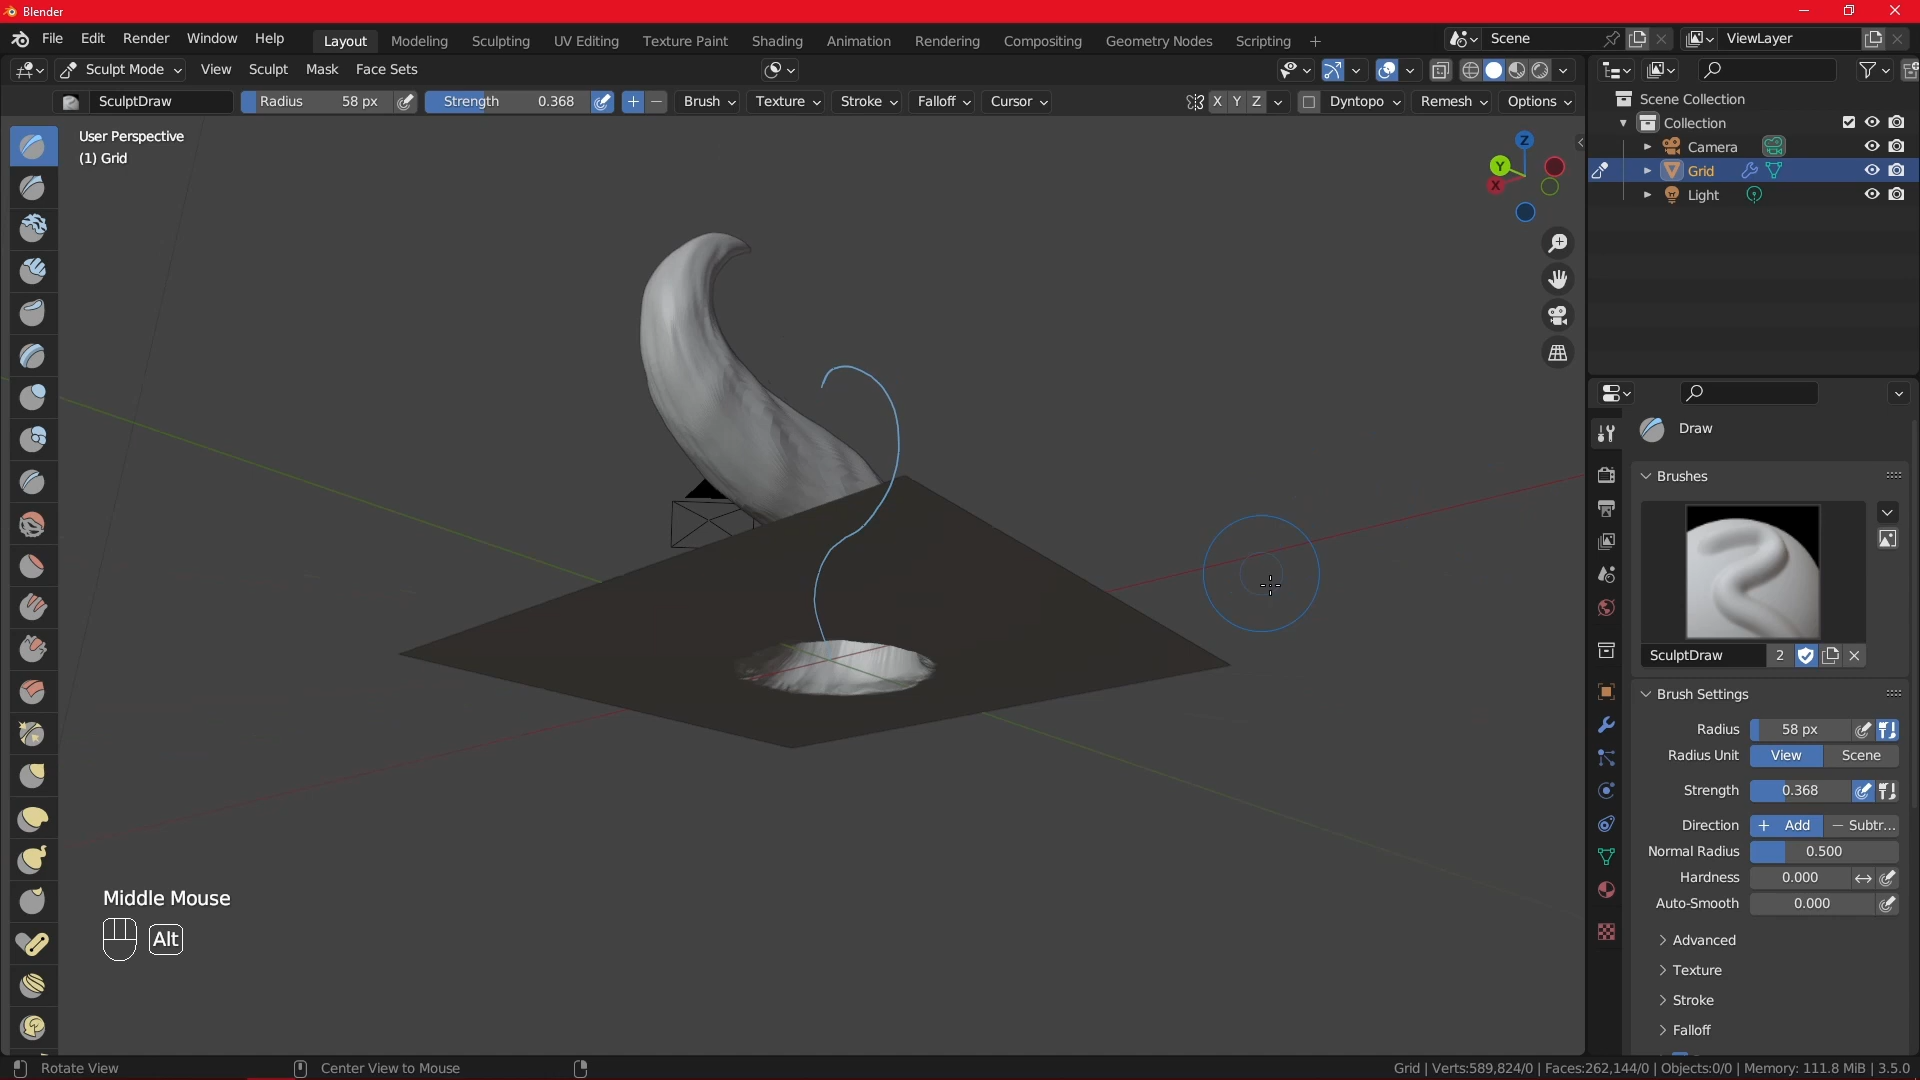 Blender
File Edit Render Window Help Layout Modeling Sculpting UV Editing Texture Paint Shading Animation Rendering Compositing Geometry Nodes Scripting + Scene ViewLayer
Sculpt Mode View Sculpt Mask Face Sets
SculptDraw Radius 58 px Strength 0.368 + − Brush Texture Stroke Falloff Cursor X Y Z Dyntopo Remesh Options
User Perspective
(1) Grid
Z
Y
X
Middle Mouse
Alt
Scene Collection
Collection
Camera
Grid
Light
Draw
Brushes
SculptDraw 2
Brush Settings
Radius 58 px
Radius Unit View Scene
Strength 0.368
Direction + Add − Subtr...
Normal Radius 0.500
Hardness 0.000
Auto-Smooth 0.000
Advanced
Texture
Stroke
Falloff
Rotate View Center View to Mouse Grid | Verts:589,824/0 | Faces:262,144/0 | Objects:0/0 | Memory: 111.8 MiB | 3.5.0